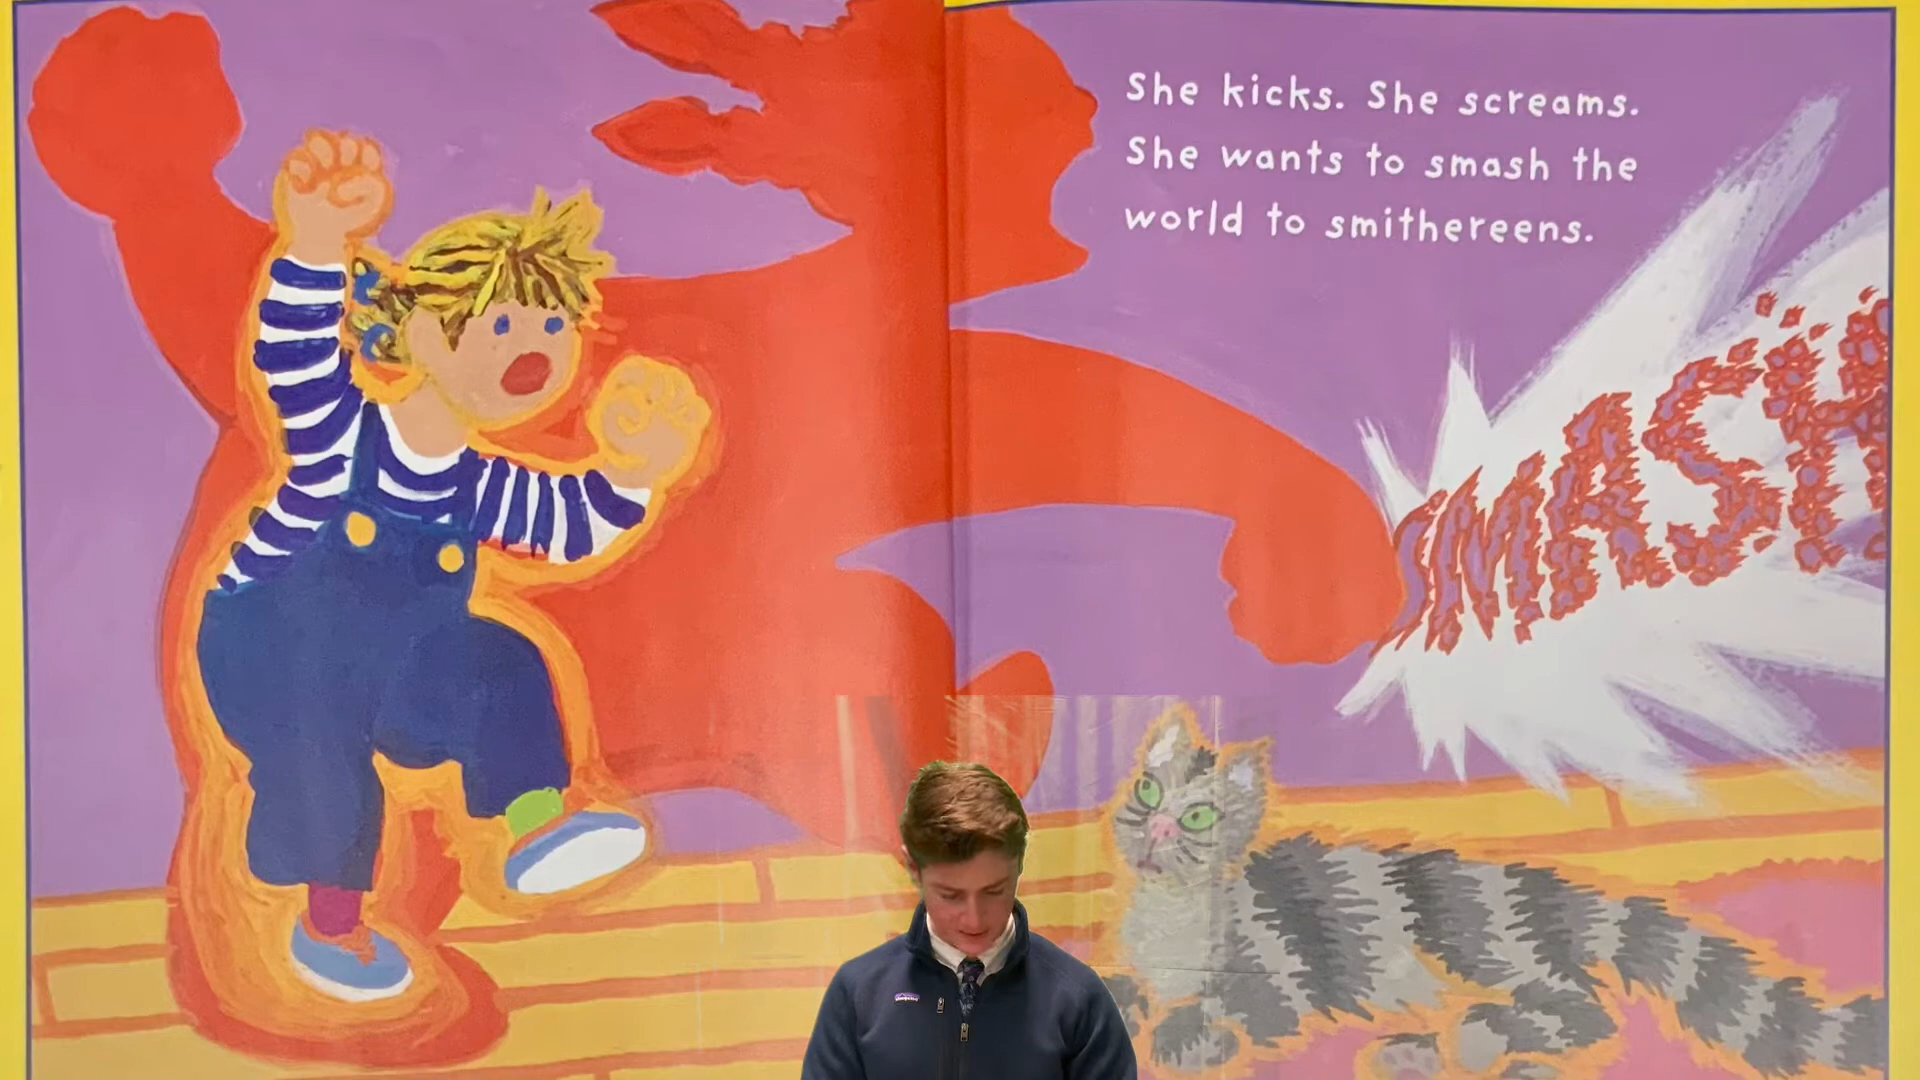 She kicks. She screams.
She wants to smash the
world to smithereens.
SMASH